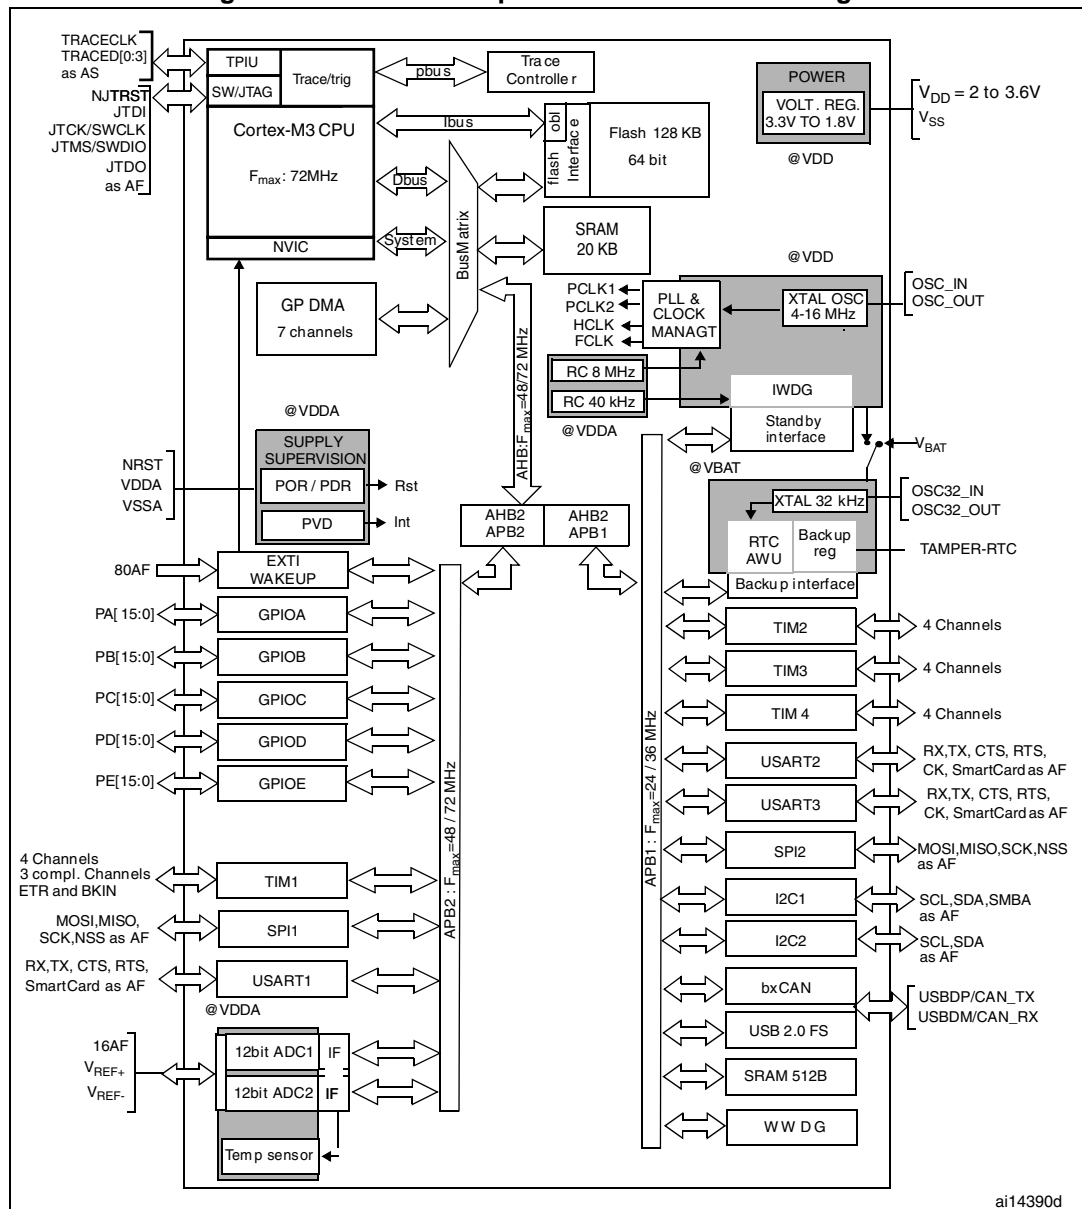 TRACECLK
TRACED[0:3]
as AS
NJTRST
JTDI
JTCK/SWCLK
JTMS/SWDIO
JTDO
as AF
TPIU
SW/JTAG
Trace/trig
Cortex-M3 CPU
Fmax: 72MHz
NVIC
pbus
Trace
Controller
Ibus
Dbus
System
BusMatrix
flash obl
Interface
Flash 128 KB
64 bit
SRAM
20 KB
POWER
VOLT. REG.
3.3V TO 1.8V
@VDD
VDD = 2 to 3.6V
VSS
GP DMA
7 channels
PCLK1
PCLK2
HCLK
FCLK
PLL &
CLOCK
MANAGT
@VDD
XTAL OSC
4-16 MHz
OSC_IN
OSC_OUT
RC 8 MHz
RC 40 kHz
@VDDA
IWDG
Standby
interface
VBAT
@VBAT
AHB:Fmax=48/72 MHz
@VDDA
SUPPLY
SUPERVISION
POR / PDR
PVD
Rst
Int
NRST
VDDA
VSSA
XTAL 32 kHz
OSC32_IN
OSC32_OUT
RTC
AWU
Backup
reg
TAMPER-RTC
Backup interface
AHB2
APB2
AHB2
APB1
80AF
EXTI
WAKEUP
PA[ 15:0]
GPIOA
PB[15:0]
GPIOB
PC[15:0]
GPIOC
PD[15:0]
GPIOD
PE[15:0]
GPIOE
4 Channels
3 compl. Channels
ETR and BKIN
TIM1
MOSI,MISO,
SCK,NSS as AF
SPI1
RX,TX, CTS, RTS,
SmartCard as AF
USART1
@VDDA
16AF
VREF+
VREF-
12bit ADC1
IF
12bit ADC2
IF
Temp sensor
APB2 : Fmax=48 / 72 MHz
APB1 : Fmax=24 / 36 MHz
TIM2
4 Channels
TIM3
4 Channels
TIM 4
4 Channels
USART2
RX,TX, CTS, RTS,
CK, SmartCard as AF
USART3
RX,TX, CTS, RTS,
CK, SmartCard as AF
SPI2
MOSI,MISO,SCK,NSS
as AF
I2C1
SCL,SDA,SMBA
as AF
I2C2
SCL,SDA
as AF
bxCAN
USBDP/CAN_TX
USBDM/CAN_RX
USB 2.0 FS
SRAM 512B
WWDG
ai14390d